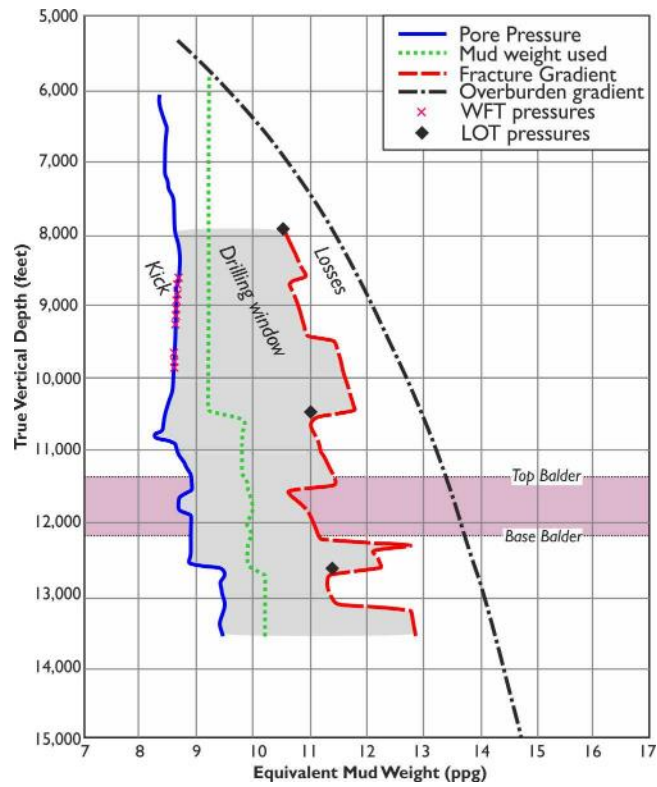 Pore Pressure
Mud weight used
Fracture Gradient
Overburden gradient
WFT pressures
LOT pressures
True Vertical Depth (feet)
5,000
6,000
7,000
8,000
9,000
10,000
11,000
12,000
13,000
14,000
15,000
Kick
Drilling window
Losses
Top Balder
Base Balder
7 8 9 10 11 12 13 14 15 16 17
Equivalent Mud Weight (ppg)